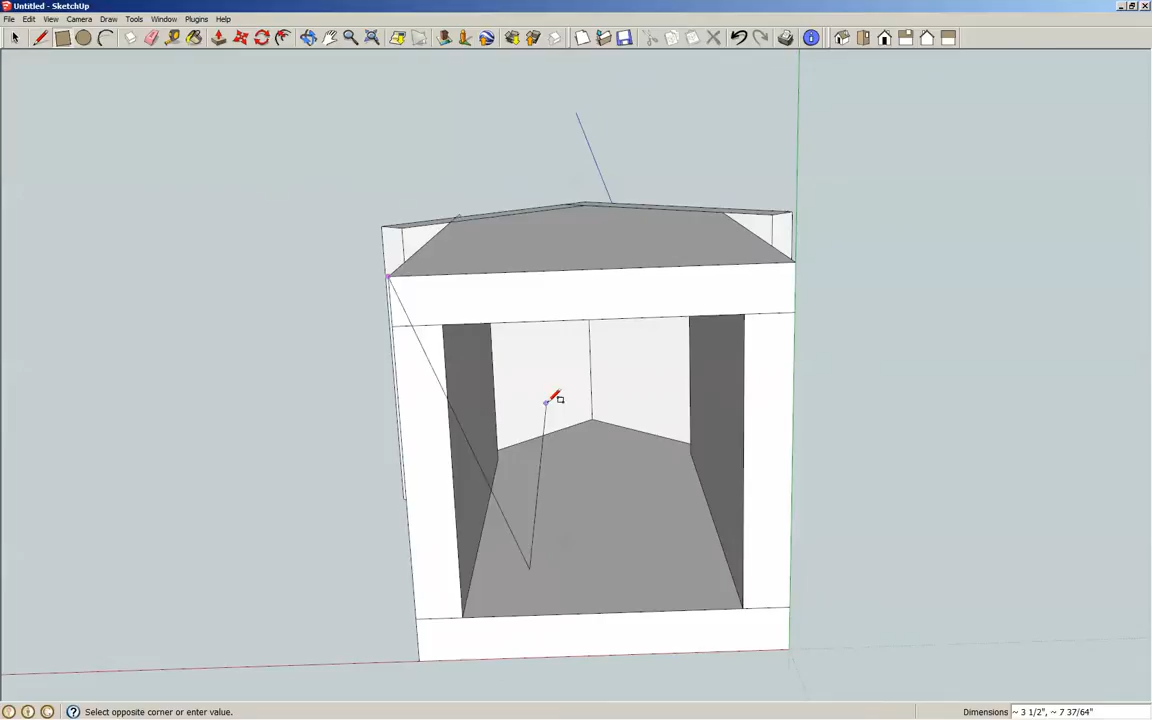 Untitled - SketchUp
File Edit View Camera Draw Tools Window Plugins Help
Select opposite corner or enter value.
Dimensions ~ 3 1/2", ~ 7 37/64"